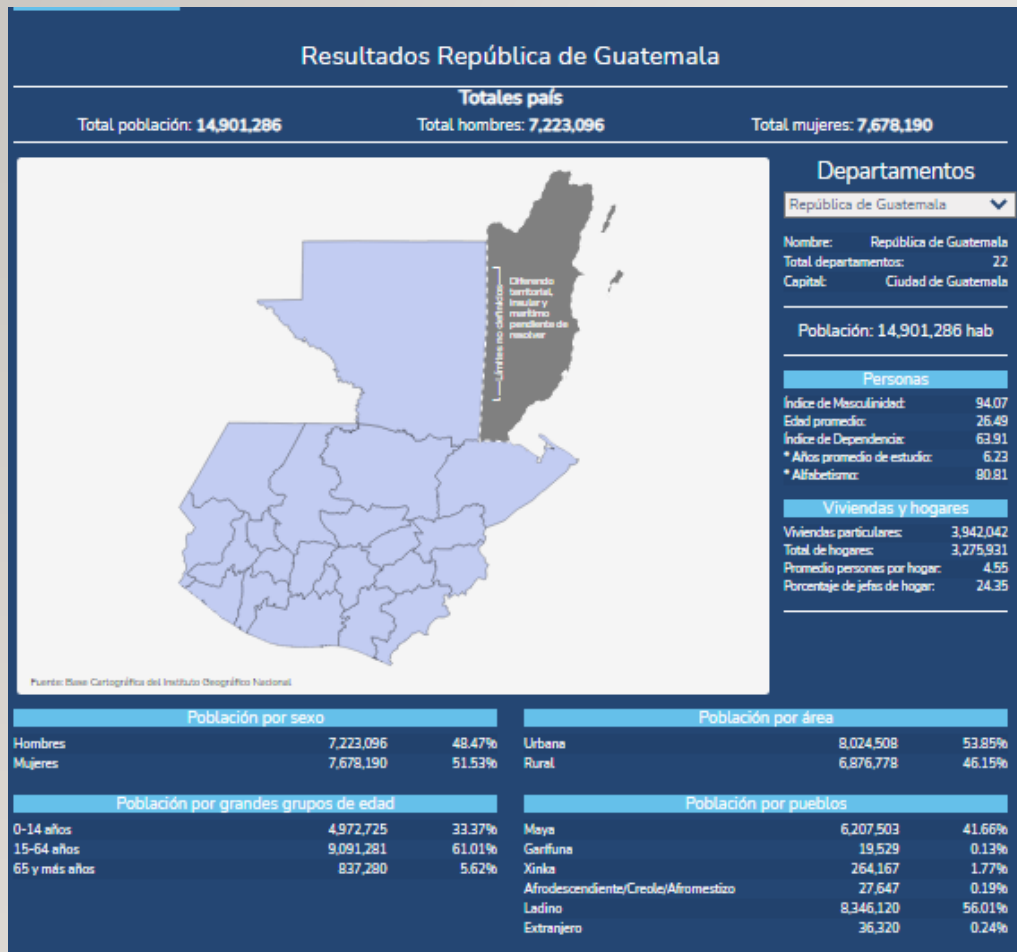 Resultados República de Guatemala
Totales país
Total población: 14,901,286 Total hombres: 7,223,096 Total mujeres: 7,678,190
Departamentos
República de Guatemala
Nombre: República de Guatemala
Total departamentos: 22
Capital: Ciudad de Guatemala
Población: 14,901,286 hab
Personas
Índice de Masculinidad: 94.07
Edad promedio: 26.49
Índice de Dependencia: 63.91
* Años promedio de estudio: 6.23
* Alfabetismo: 80.81
Viviendas y hogares
Viviendas particulares: 3,942,042
Total de hogares: 3,275,931
Promedio personas por hogar: 4.55
Porcentaje de jefas de hogar: 24.35
Límites no definidos
Diferendo
territorial,
insular y
marítimo
pendiente de
resolver
Fuente: Base Cartográfica del Instituto Geográfico Nacional
Población por sexo
Hombres 7,223,096 48.47%
Mujeres 7,678,190 51.53%
Población por área
Urbana 8,024,508 53.85%
Rural 6,876,778 46.15%
Población por grandes grupos de edad
0-14 años 4,972,725 33.37%
15-64 años 9,091,281 61.01%
65 y más años 837,280 5.62%
Población por pueblos
Maya 6,207,503 41.66%
Garífuna 19,529 0.13%
Xinka 264,167 1.77%
Afrodescendiente/Creole/Afromestizo 27,647 0.19%
Ladino 8,346,120 56.01%
Extranjero 36,320 0.24%